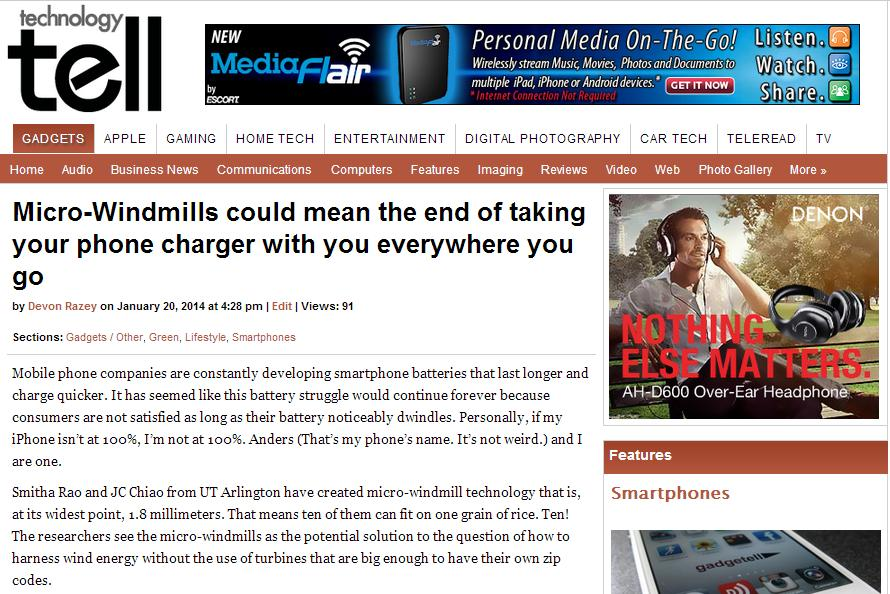 technology
tell
NEW
MediaFlair
by
ESCORT.
MediaFlair
Personal Media On-The-Go!
Wirelessly stream Music, Movies, Photos and Documents to
multiple iPad, iPhone or Android devices.*
GET IT NOW
* Internet Connection Not Required
Listen.
Watch.
Share.
GADGETS
APPLE
GAMING
HOME TECH
ENTERTAINMENT
DIGITAL PHOTOGRAPHY
CAR TECH
TELEREAD
TV
Home Audio Business News Communications Computers Features Imaging Reviews Video Web Photo Gallery More »
Micro-Windmills could mean the end of taking
your phone charger with you everywhere you
go
by Devon Razey on January 20, 2014 at 4:28 pm | Edit | Views: 91
Sections: Gadgets / Other, Green, Lifestyle, Smartphones
Mobile phone companies are constantly developing smartphone batteries that last longer and
charge quicker. It has seemed like this battery struggle would continue forever because
consumers are not satisfied as long as their battery noticeably dwindles. Personally, if my
iPhone isn't at 100%, I'm not at 100%. Anders (That's my phone's name. It's not weird.) and I
are one.
Smitha Rao and JC Chiao from UT Arlington have created micro-windmill technology that is,
at its widest point, 1.8 millimeters. That means ten of them can fit on one grain of rice. Ten!
The researchers see the micro-windmills as the potential solution to the question of how to
harness wind energy without the use of turbines that are big enough to have their own zip
codes.
DENON
NOTHING
ELSE MATTERS.
AH-D600 Over-Ear Headphone
Features
Smartphones
gadgetell